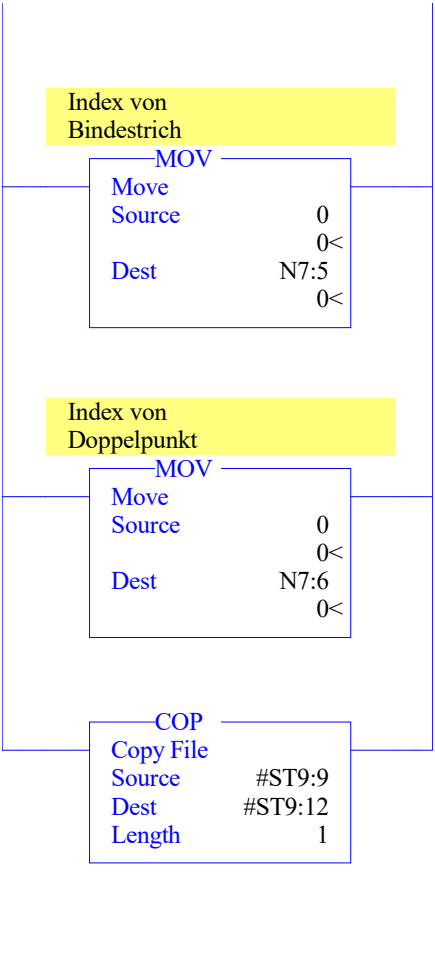 Index von
Bindestrich
MOV
Move
Source 0
0<
Dest N7:5
0<
Index von
Doppelpunkt
MOV
Move
Source 0
0<
Dest N7:6
0<
COP
Copy File
Source #ST9:9
Dest #ST9:12
Length 1